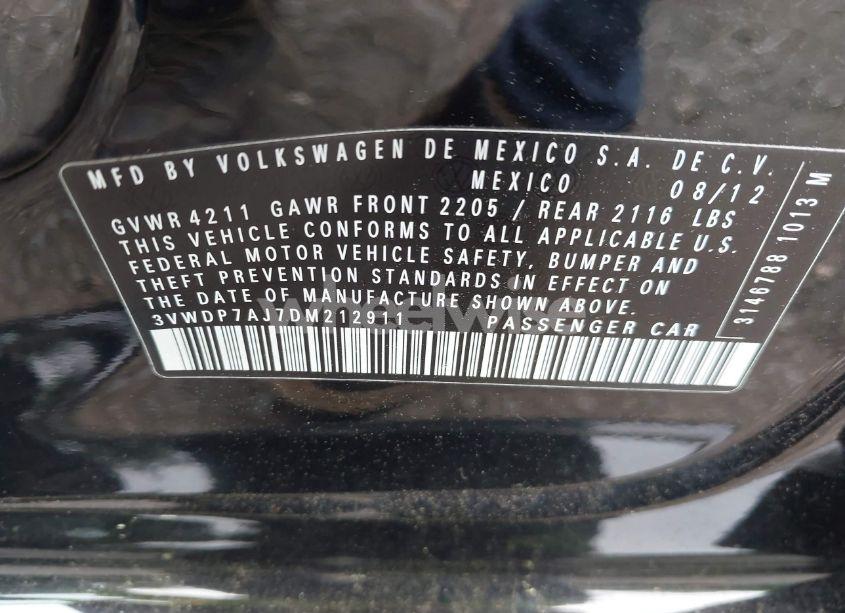 MFD BY VOLKSWAGEN DE MEXICO S.A. DE C.V.
MEXICO 08/12
GVWR 4211 GAWR FRONT 2205 / REAR 2116 LBS
THIS VEHICLE CONFORMS TO ALL APPLICABLE U.S.
FEDERAL MOTOR VEHICLE SAFETY, BUMPER AND
THEFT PREVENTION STANDARDS IN EFFECT ON
THE DATE OF MANUFACTURE SHOWN ABOVE.
3VWDP7AJ7DM212911 PASSENGER CAR
3146788 1013 M